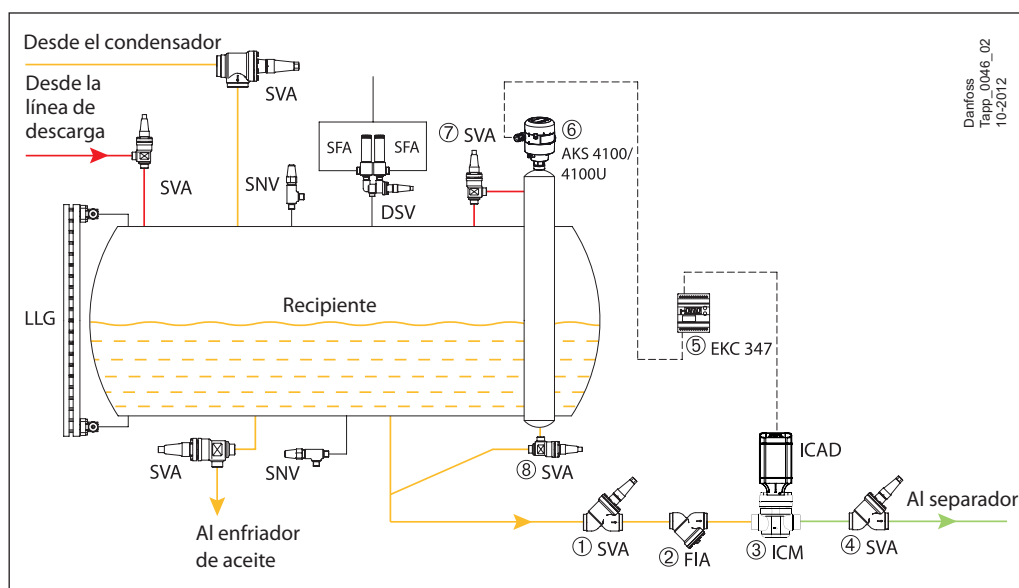 Desde el condensador
SVA
Desde la
línea de
descarga
SVA
SNV
SFA SFA
DSV
⑦ SVA
⑥
AKS 4100/
4100U
Danfoss
Tapp_0046_02
10-2012
LLG
Recipiente
⑤ EKC 347
SVA
Al enfriador
de aceite
SNV
⑧ SVA
ICAD
Al separador
① SVA
② FIA
③ ICM
④ SVA